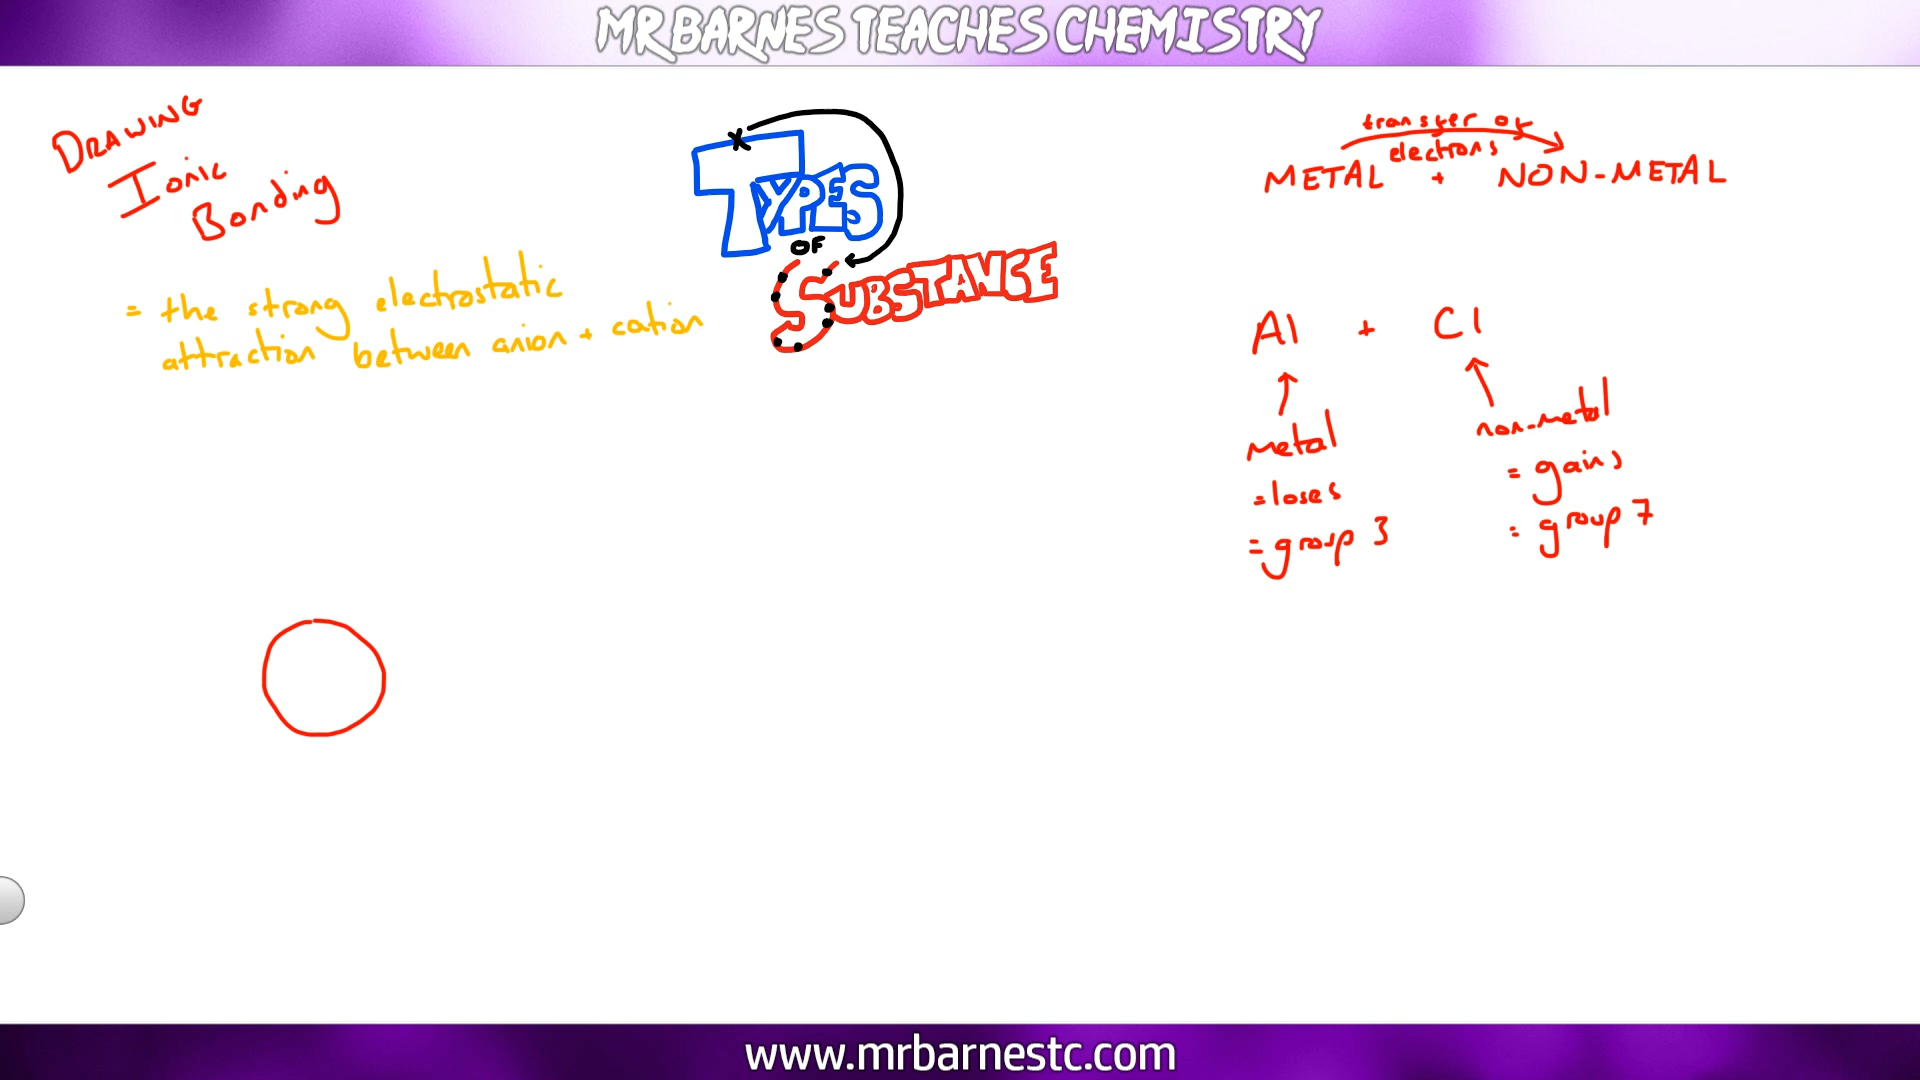 MR BARNES TEACHES CHEMISTRY
DRAWING
Ionic
Bonding
= the strong electrostatic
attraction between anion + cation
TYPES
OF
SUBSTANCE
transfer of
electrons
METAL + NON-METAL
Al + Cl
metal
= loses
= group 3
non-metal
= gains
= group 7
www.mrbarnestc.com